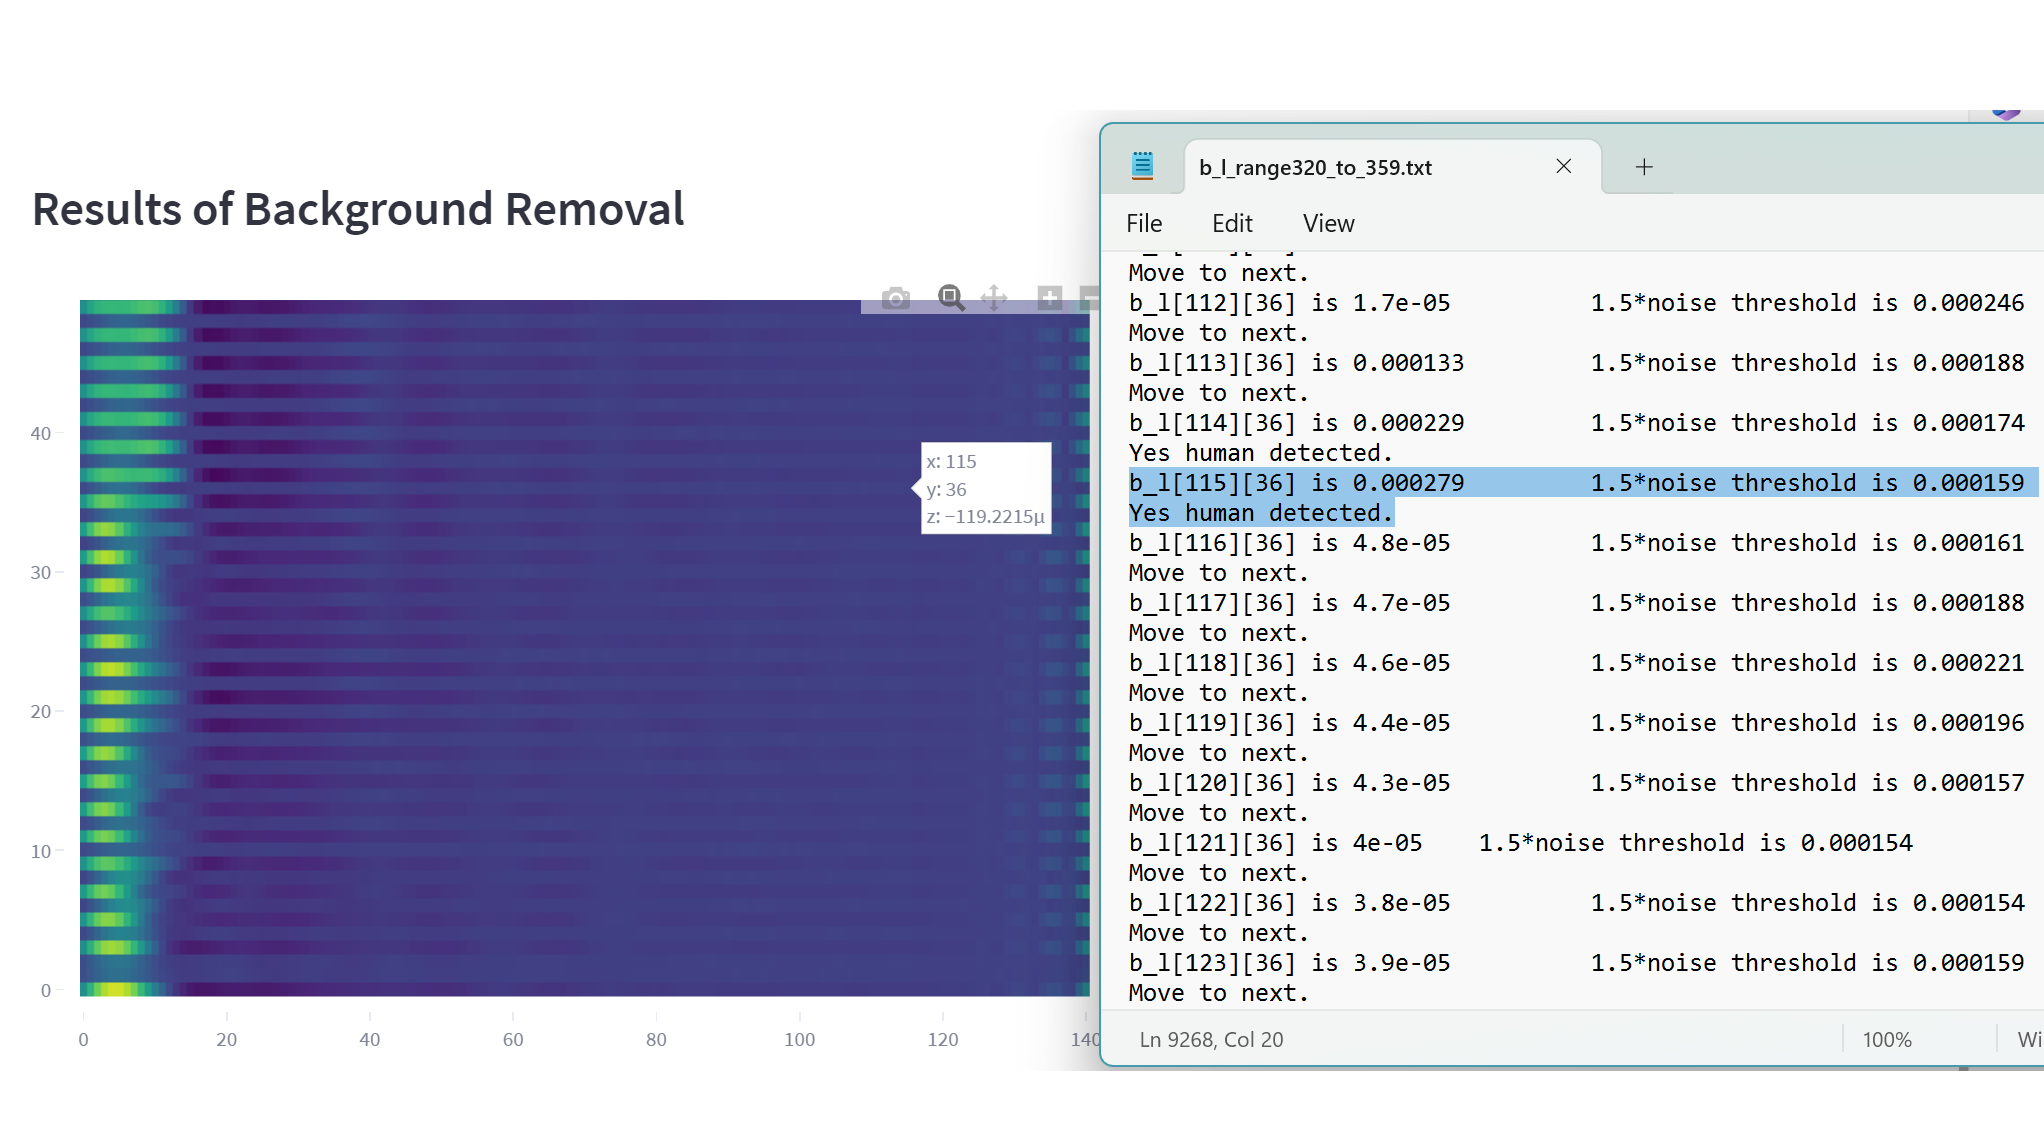 Results of Background Removal
40
30
20
10
0
0
20
40
60
80
100
120
140
x: 115
y: 36
z: −119.2215μ
b_l_range320_to_359.txt
File Edit View
Move to next.
b_l[112][36] is 1.7e-05 1.5*noise threshold is 0.000246
Move to next.
b_l[113][36] is 0.000133 1.5*noise threshold is 0.000188
Move to next.
b_l[114][36] is 0.000229 1.5*noise threshold is 0.000174
Yes human detected.
b_l[115][36] is 0.000279 1.5*noise threshold is 0.000159
Yes human detected.
b_l[116][36] is 4.8e-05 1.5*noise threshold is 0.000161
Move to next.
b_l[117][36] is 4.7e-05 1.5*noise threshold is 0.000188
Move to next.
b_l[118][36] is 4.6e-05 1.5*noise threshold is 0.000221
Move to next.
b_l[119][36] is 4.4e-05 1.5*noise threshold is 0.000196
Move to next.
b_l[120][36] is 4.3e-05 1.5*noise threshold is 0.000157
Move to next.
b_l[121][36] is 4e-05 1.5*noise threshold is 0.000154
Move to next.
b_l[122][36] is 3.8e-05 1.5*noise threshold is 0.000154
Move to next.
b_l[123][36] is 3.9e-05 1.5*noise threshold is 0.000159
Move to next.
Ln 9268, Col 20 100% Wi